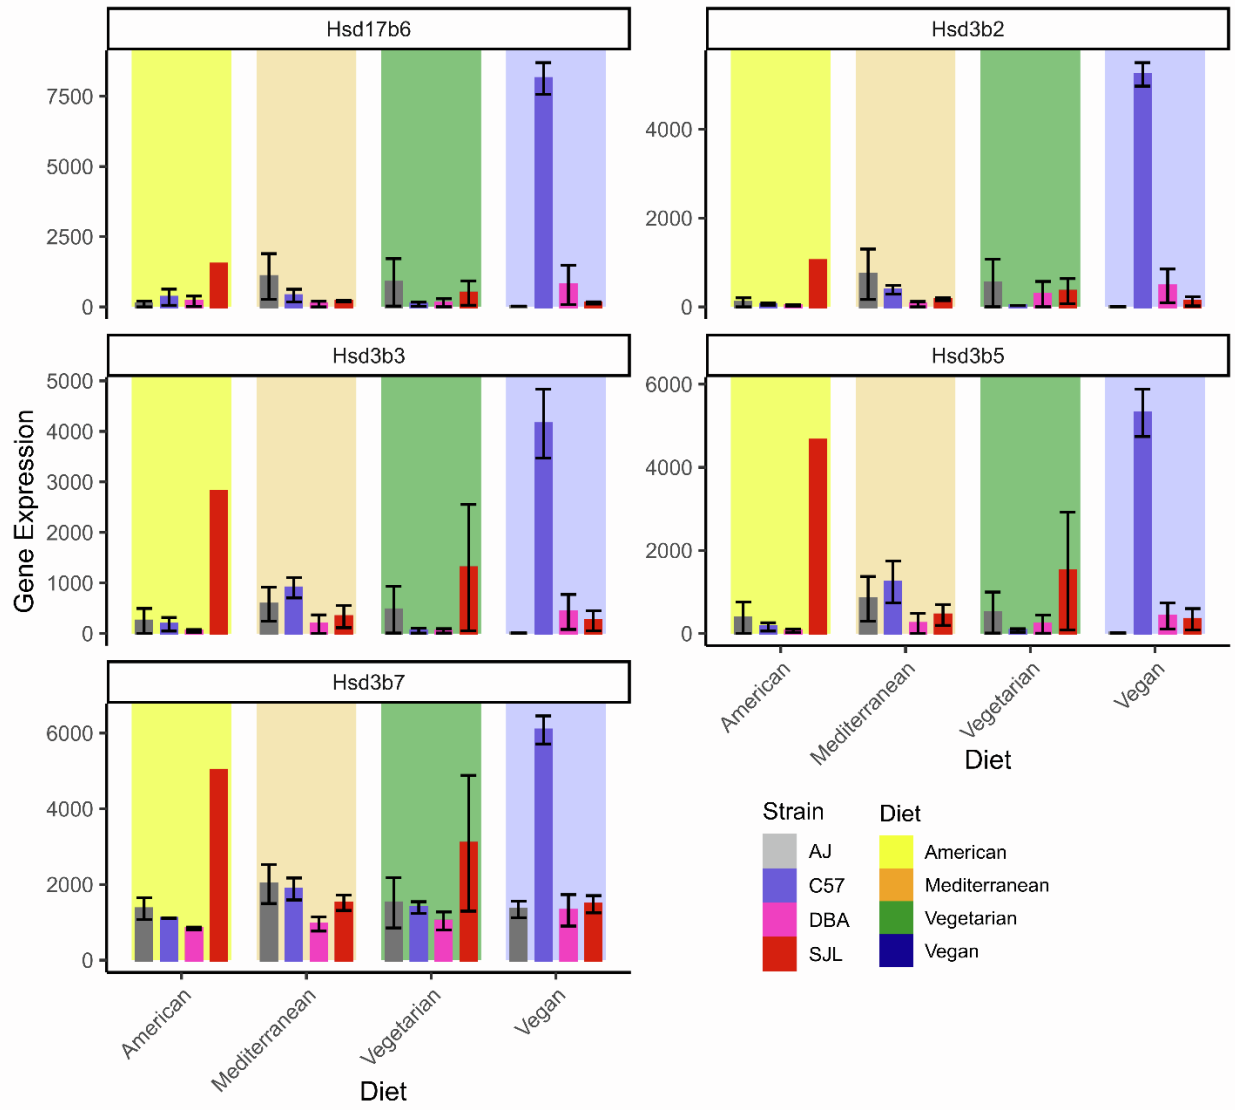 Hsd17b6
Hsd3b2
7500
5000
2500
0
4000
2000
0
Hsd3b3
Hsd3b5
5000
4000
3000
2000
1000
0
6000
4000
2000
0
Gene Expression
American
Mediterranean
Vegetarian
Vegan
Diet
Hsd3b7
6000
4000
2000
0
American
Mediterranean
Vegetarian
Vegan
Diet
Strain
AJ
C57
DBA
SJL
Diet
American
Mediterranean
Vegetarian
Vegan